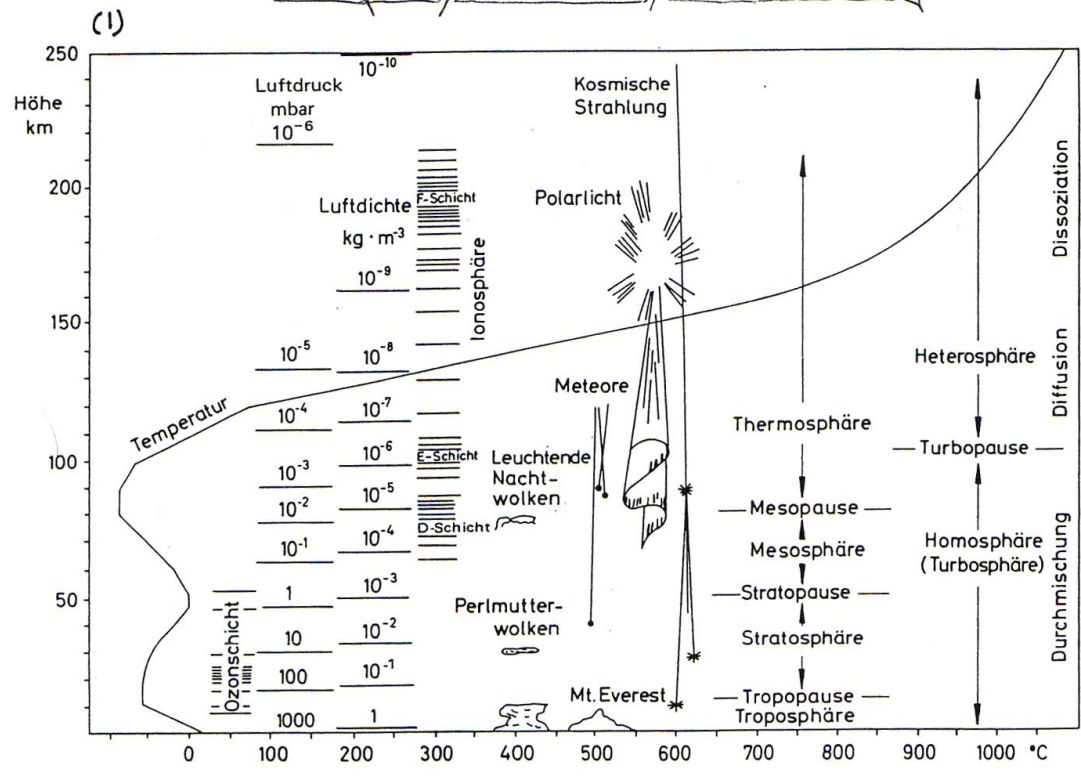 (1)
Höhe
km
250
200
150
100
50
Luftdruck
mbar
10⁻⁶
10⁻⁵
10⁻⁴
10⁻³
10⁻²
10⁻¹
1
10
100
1000
10⁻¹⁰
Luftdichte
kg · m⁻³
10⁻⁹
10⁻⁸
10⁻⁷
10⁻⁶
10⁻⁵
10⁻⁴
10⁻³
10⁻²
10⁻¹
1
Temperatur
Ozonschicht
F-Schicht
E-Schicht
D-Schicht
Ionosphäre
Kosmische
Strahlung
Polarlicht
Meteore
Leuchtende
Nacht-
wolken
Perlmutter-
wolken
Mt. Everest
Thermosphäre
Mesopause
Mesosphäre
Stratopause
Stratosphäre
Tropopause
Troposphäre
Heterosphäre
Turbopause
Homosphäre
(Turbosphäre)
Dissoziation
Diffusion
Durchmischung
0 100 200 300 400 500 600 700 800 900 1000 °C